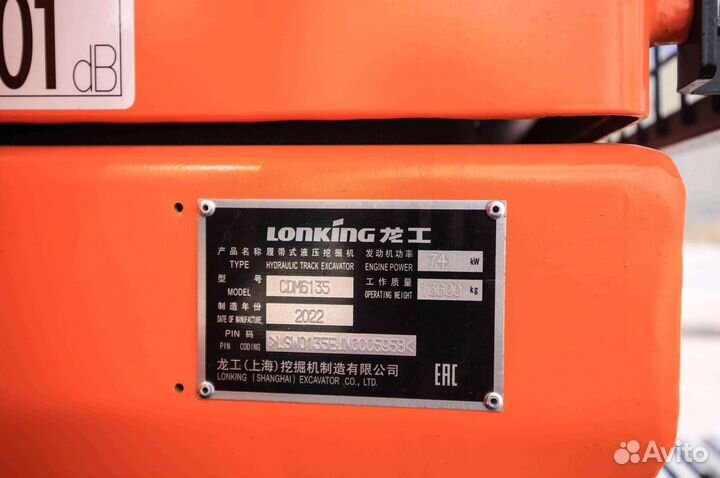 01 dB
LONKING 龙工
产品名称 履带式液压挖掘机 发动机功率
TYPE HYDRAULIC TRACK EXCAVATOR ENGINE POWER 74 kW
型号 工作质量
MODEL CDM6135 OPERATING WEIGHT 13600 kg
制造年份
DATE OF MANUFACTURE 2022
PIN 码
PIN CODING
龙工(上海)挖掘机制造有限公司
LONKING (SHANGHAI) EXCAVATOR CO., LTD.
EAC
Avito